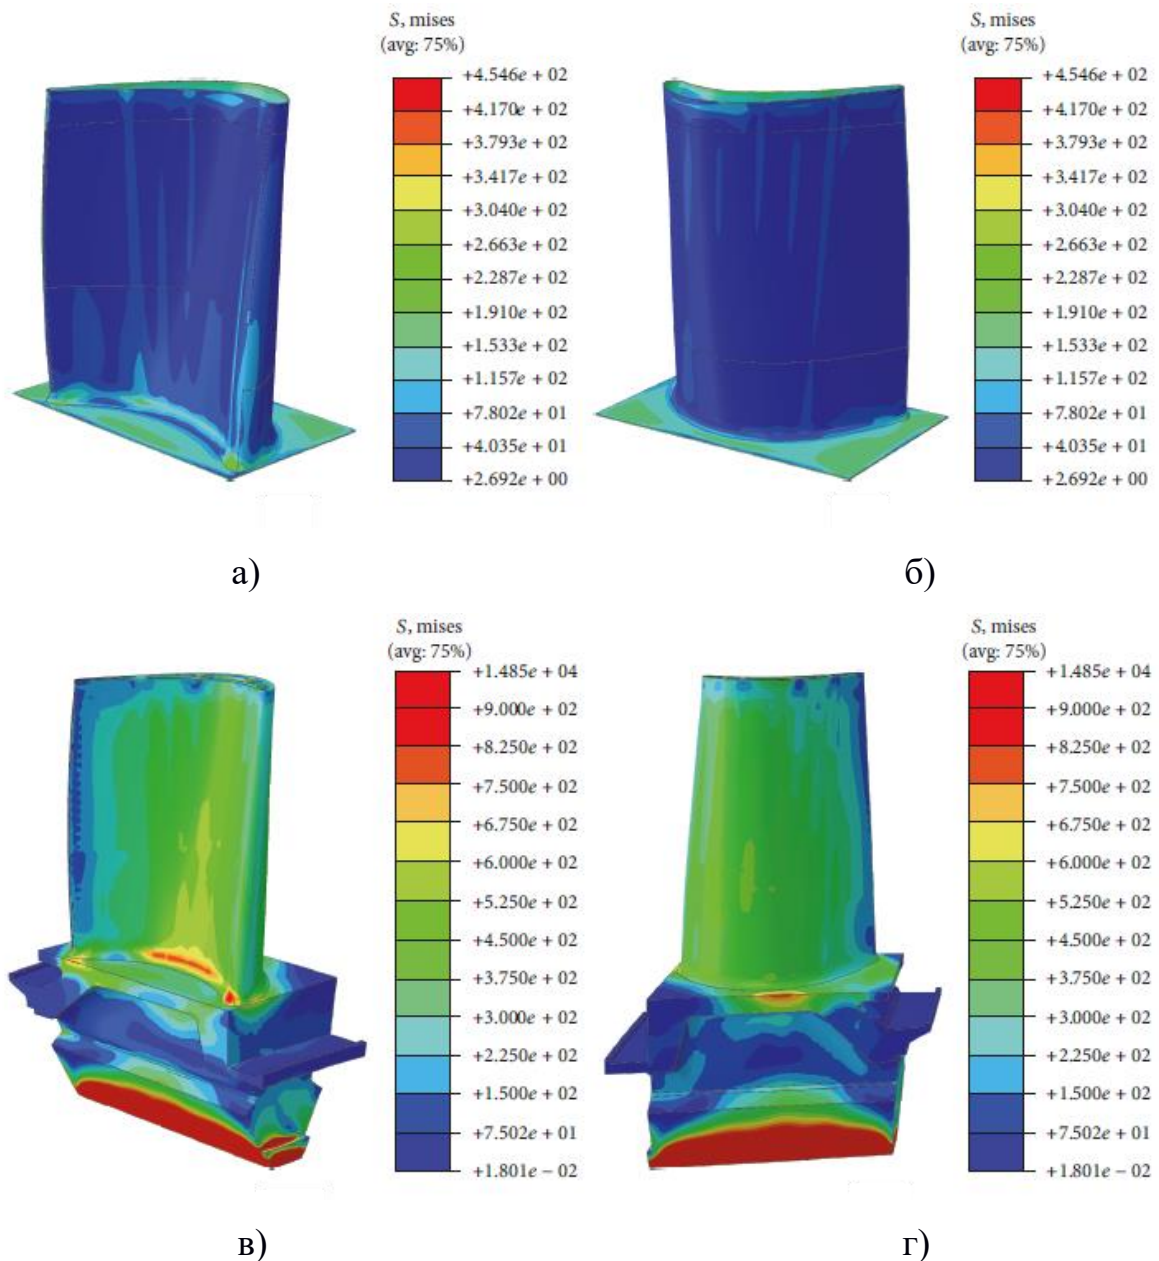 S, mises
(avg: 75%)
+4.546e + 02
+4.170e + 02
+3.793e + 02
+3.417e + 02
+3.040e + 02
+2.663e + 02
+2.287e + 02
+1.910e + 02
+1.533e + 02
+1.157e + 02
+7.802e + 01
+4.035e + 01
+2.692e + 00
S, mises
(avg: 75%)
+4.546e + 02
+4.170e + 02
+3.793e + 02
+3.417e + 02
+3.040e + 02
+2.663e + 02
+2.287e + 02
+1.910e + 02
+1.533e + 02
+1.157e + 02
+7.802e + 01
+4.035e + 01
+2.692e + 00
а)
б)
S, mises
(avg: 75%)
+1.485e + 04
+9.000e + 02
+8.250e + 02
+7.500e + 02
+6.750e + 02
+6.000e + 02
+5.250e + 02
+4.500e + 02
+3.750e + 02
+3.000e + 02
+2.250e + 02
+1.500e + 02
+7.502e + 01
+1.801e − 02
S, mises
(avg: 75%)
+1.485e + 04
+9.000e + 02
+8.250e + 02
+7.500e + 02
+6.750e + 02
+6.000e + 02
+5.250e + 02
+4.500e + 02
+3.750e + 02
+3.000e + 02
+2.250e + 02
+1.500e + 02
+7.502e + 01
+1.801e − 02
в)
г)